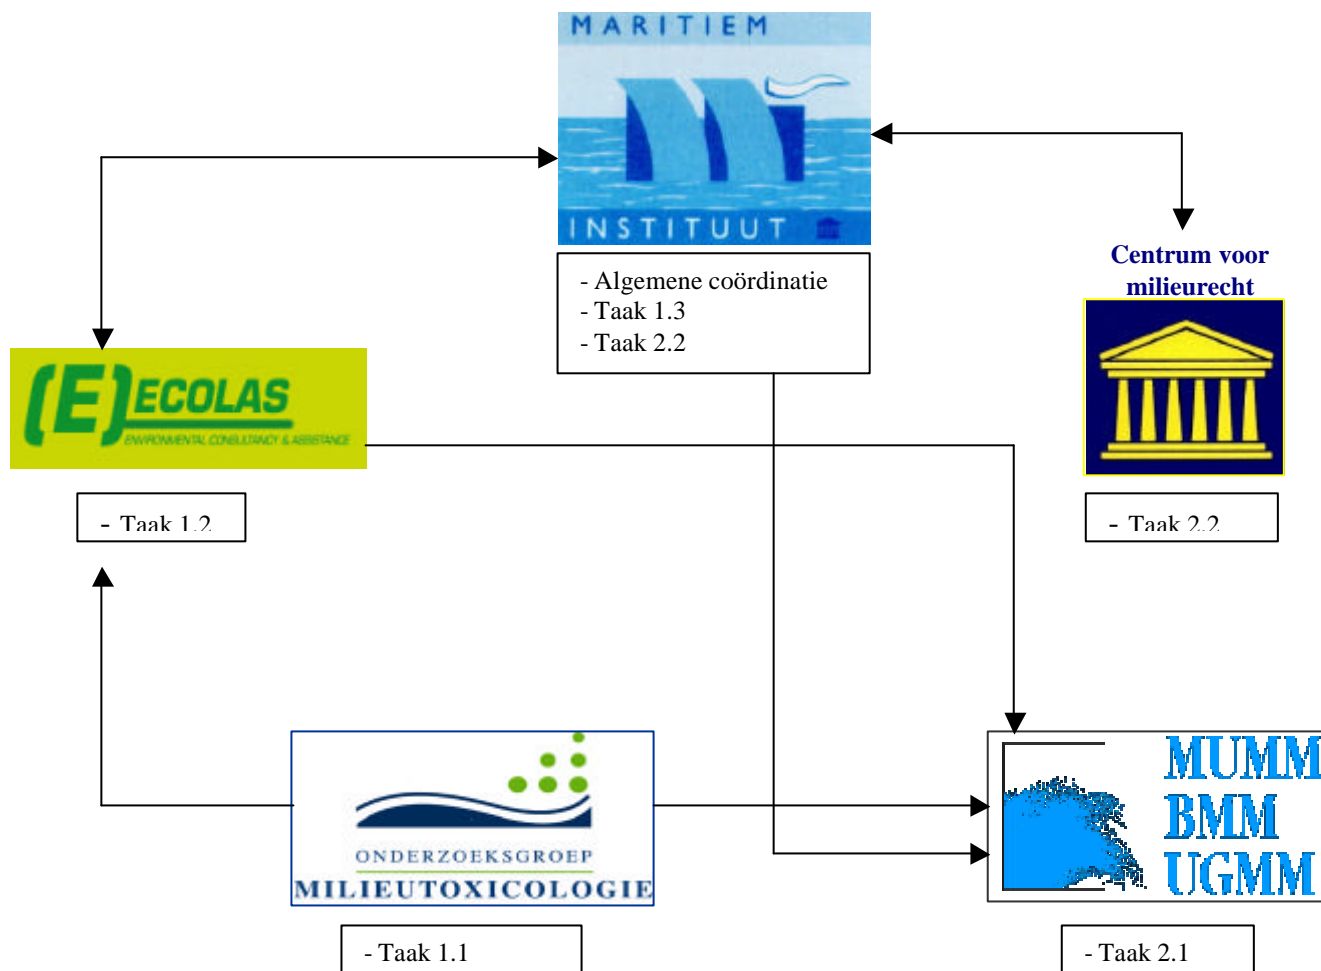 MARITIEM
INSTITUUT
- Algemene coördinatie
- Taak 1.3
- Taak 2.2
Centrum voor
milieurecht
(E) ECOLAS
ENVIRONMENTAL CONSULTANCY & ASSISTANCE
- Taak 1.2
- Taak 2.2
ONDERZOEKSGROEP
MILIEUTOXICOLOGIE
- Taak 1.1
MUMM
BMM
UGMM
- Taak 2.1